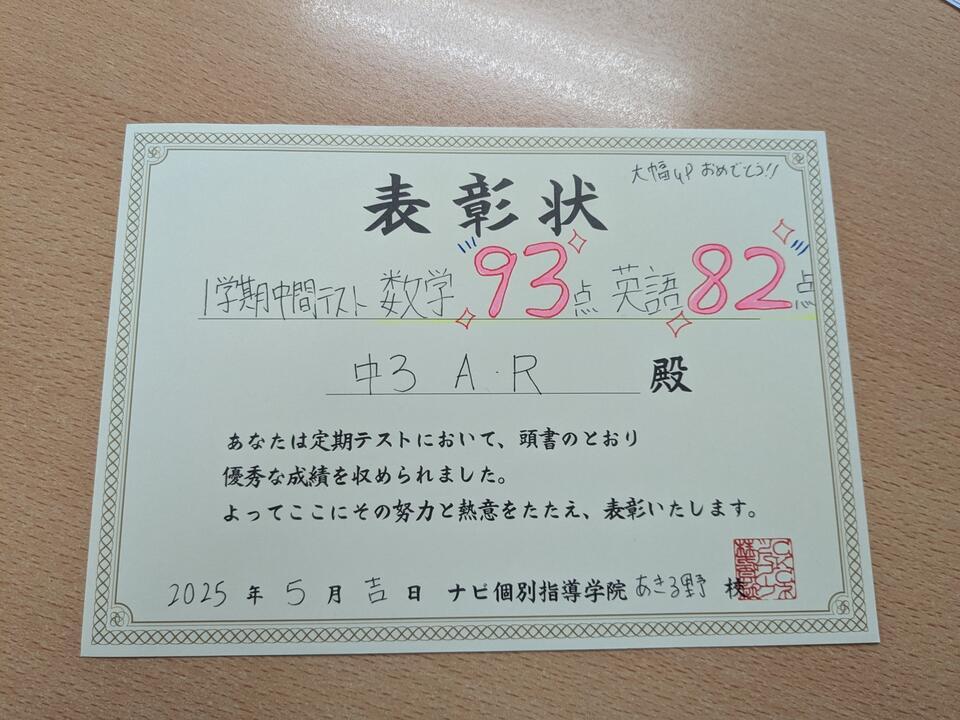 大幅UP おめでとう!!
表彰状
1学期中間テスト 数学 93点 英語 82点
中3 A.R 殿
あなたは定期テストにおいて、頭書のとおり
優秀な成績を収められました。
よってここにその努力と熱意をたたえ、表彰いたします。
2025 年 5 月 吉 日 ナビ個別指導学院 あきる野 校